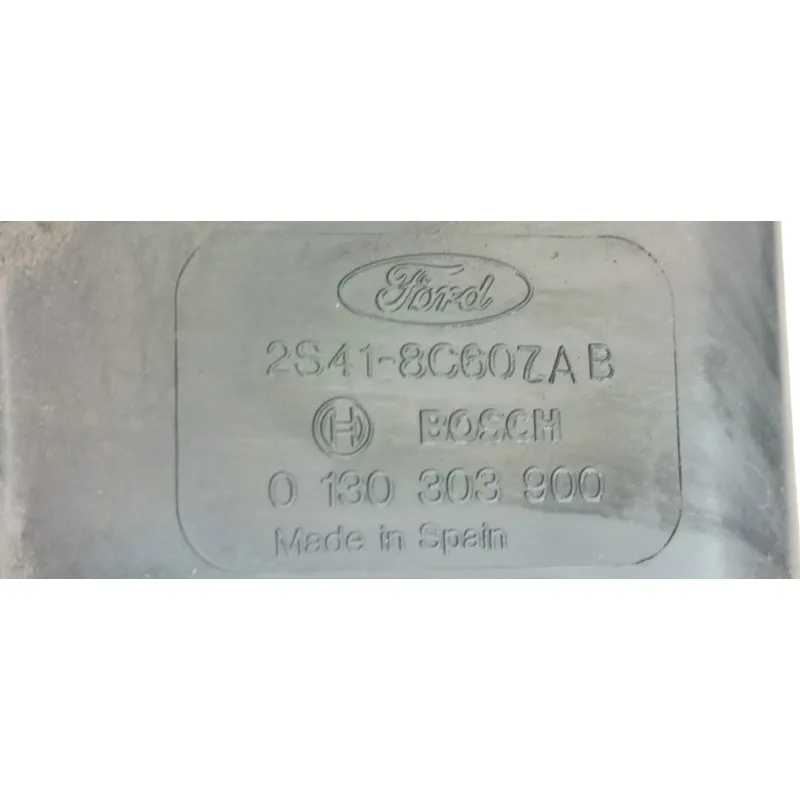 Ford
2S41-8C607AB
BOSCH
0 130 303 900
Made in Spain